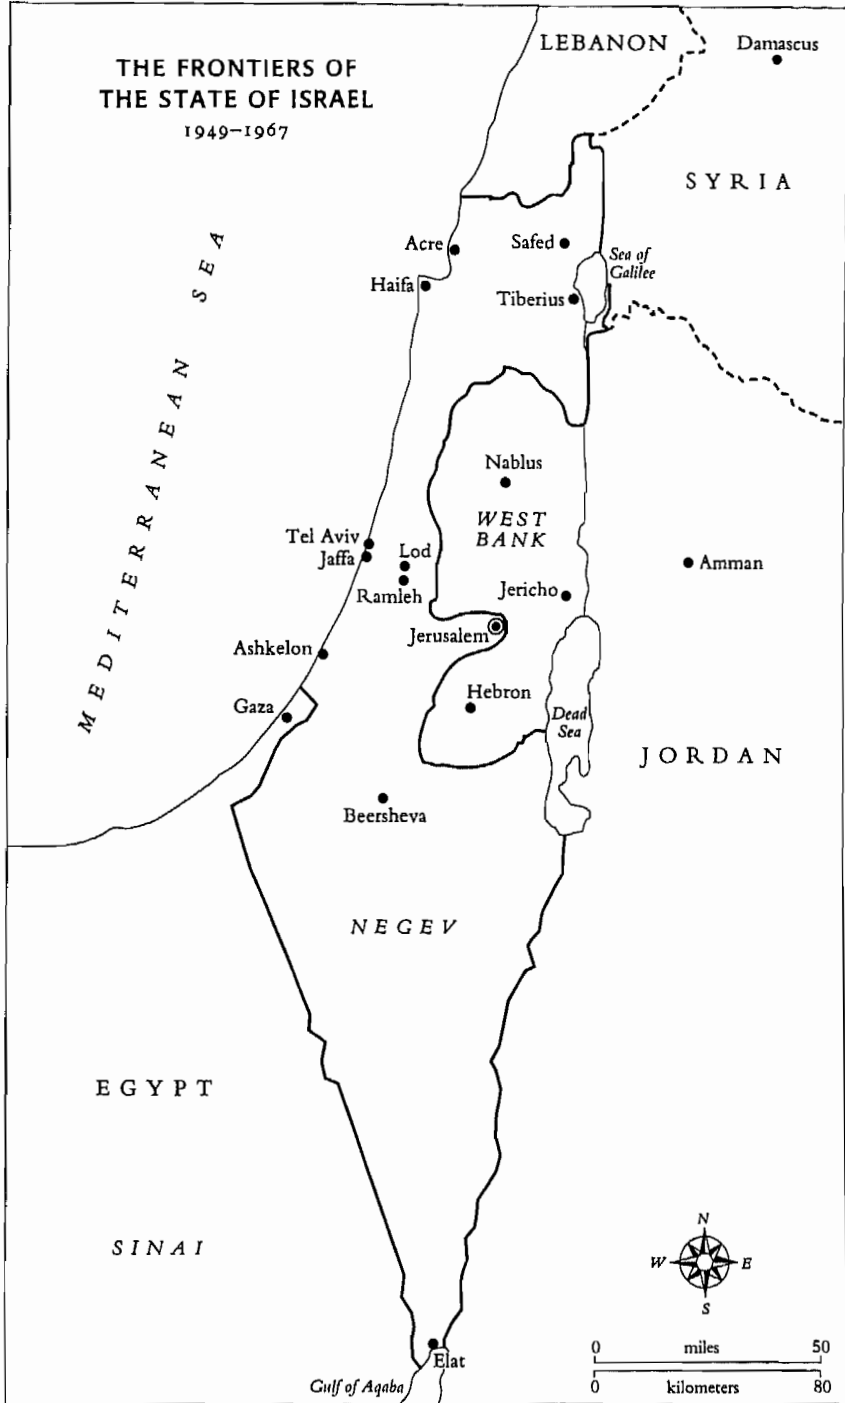 THE FRONTIERS OF
THE STATE OF ISRAEL
1949–1967
LEBANON
Damascus
SYRIA
MEDITERRANEAN SEA
Acre
Safed
Sea of
Galilee
Haifa
Tiberius
Nablus
WEST
BANK
Tel Aviv
Jaffa
Lod
Ramleh
Jericho
Amman
Jerusalem
Ashkelon
Gaza
Hebron
Dead
Sea
JORDAN
Beersheva
NEGEV
EGYPT
SINAI
N
W
E
S
Elat
Gulf of Aqaba
0 miles 50
0 kilometers 80